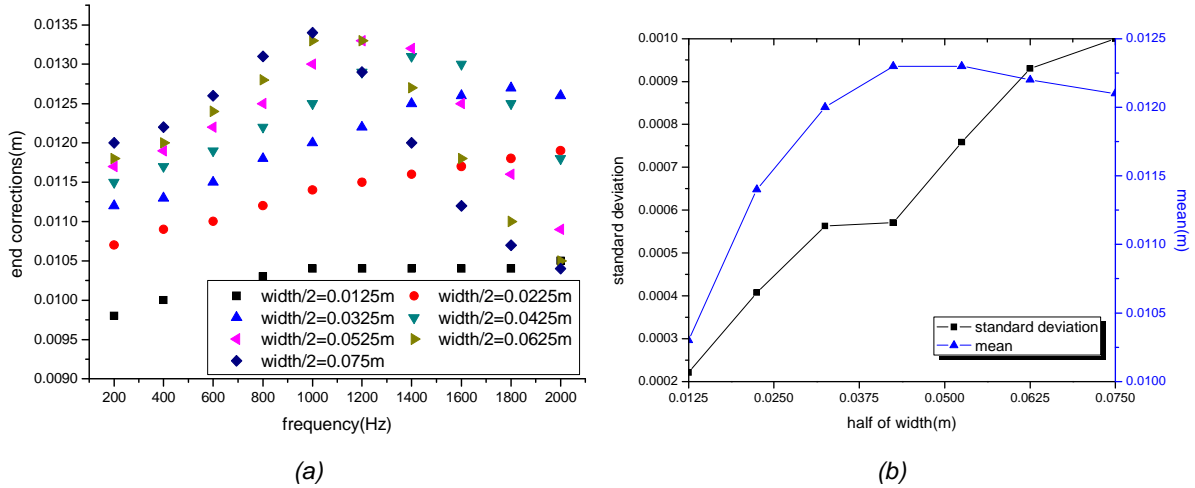 0.0135
0.0130
0.0125
0.0120
0.0115
0.0110
0.0105
0.0100
0.0095
0.0090
end corrections(m)
width/2=0.0125m width/2=0.0225m
width/2=0.0325m width/2=0.0425m
width/2=0.0525m width/2=0.0625m
width/2=0.075m
200 400 600 800 1000 1200 1400 1600 1800 2000
frequency(Hz)
(a)
0.0010
0.0009
0.0008
0.0007
0.0006
0.0005
0.0004
0.0003
0.0002
standard deviation
standard deviation
mean
0.0125 0.0250 0.0375 0.0500 0.0625 0.0750
half of width(m)
0.0125
0.0120
0.0115
0.0110
0.0105
0.0100
mean(m)
(b)